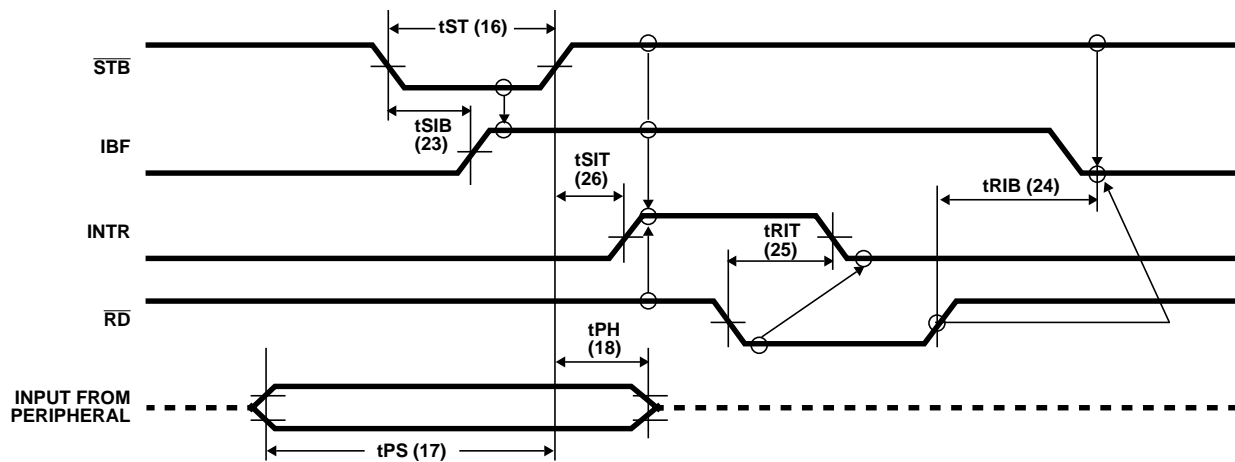 tST (16)
STB
tSIB
(23)
IBF
tSIT
(26)
tRIB (24)
INTR
tRIT
(25)
RD
tPH
(18)
INPUT FROM
PERIPHERAL
tPS (17)